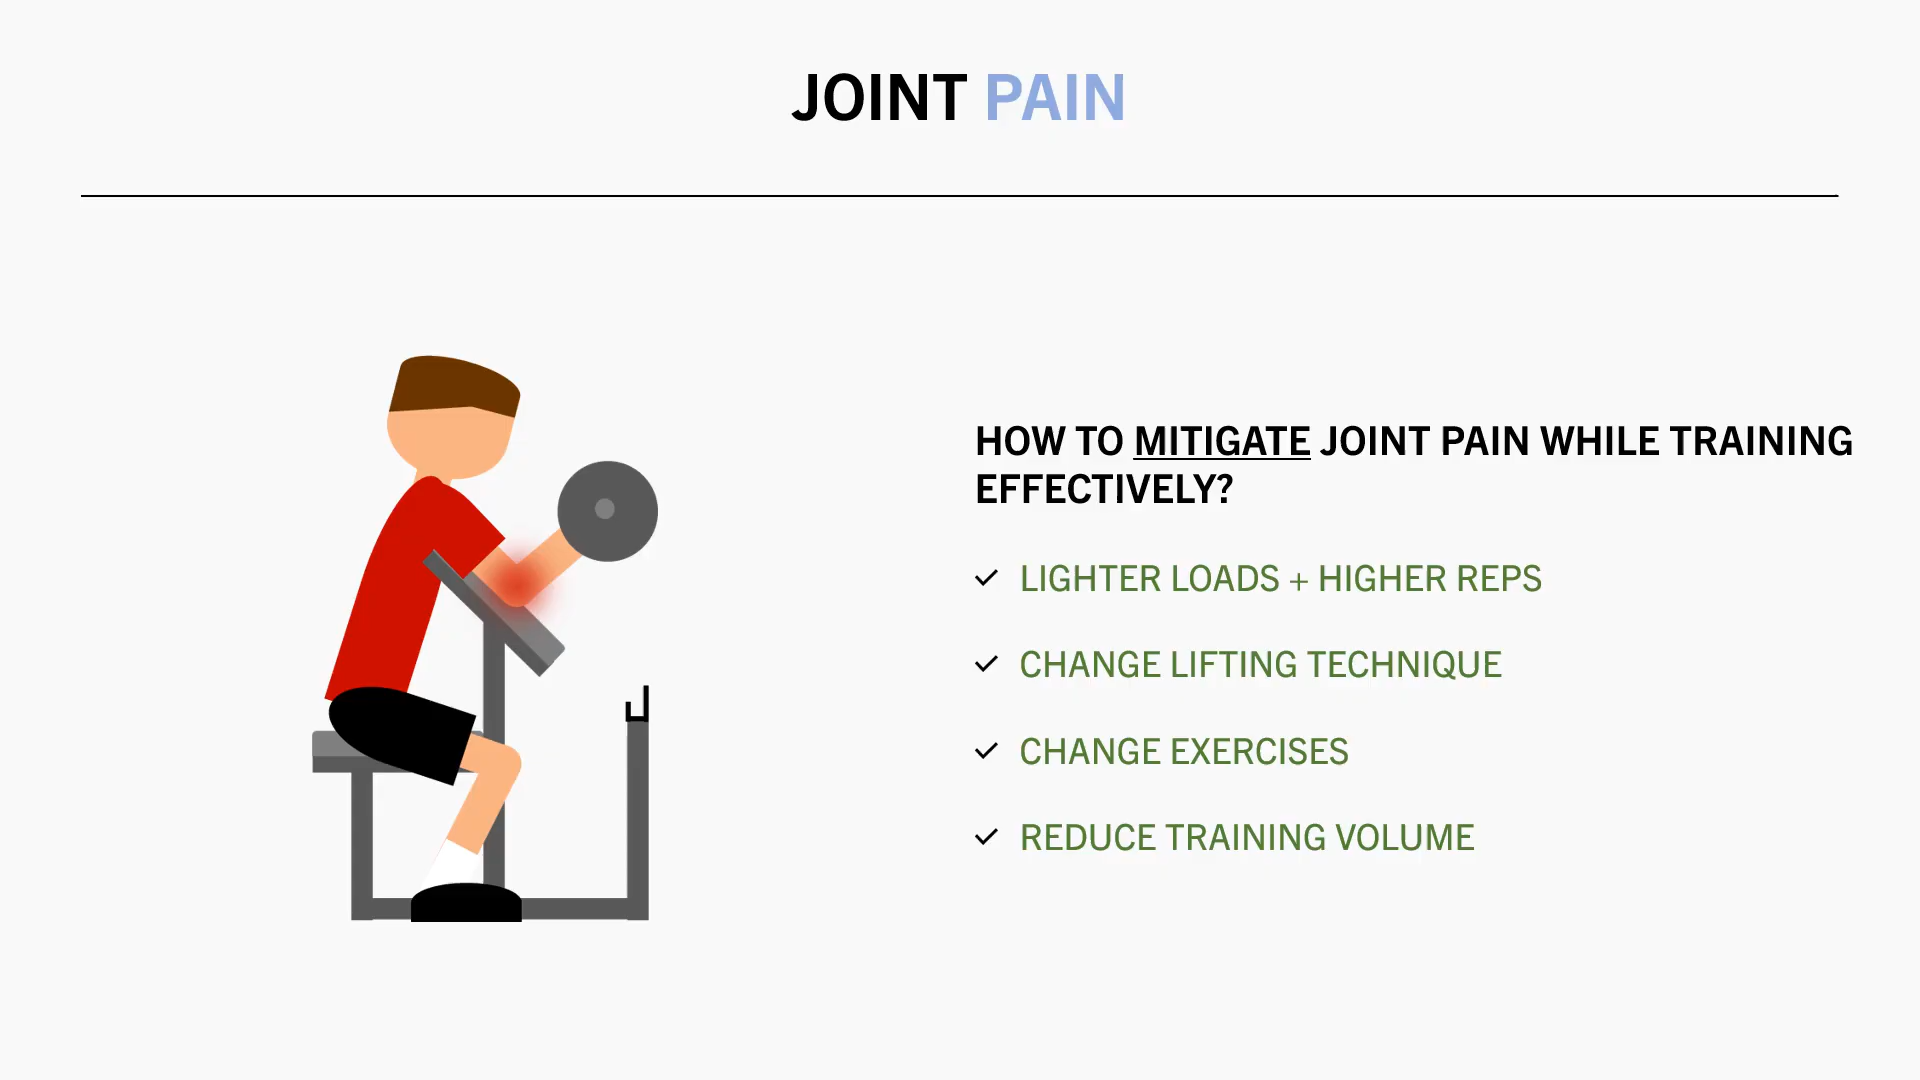 JOINT PAIN
HOW TO MITIGATE JOINT PAIN WHILE TRAINING
EFFECTIVELY?
LIGHTER LOADS + HIGHER REPS
CHANGE LIFTING TECHNIQUE
CHANGE EXERCISES
REDUCE TRAINING VOLUME